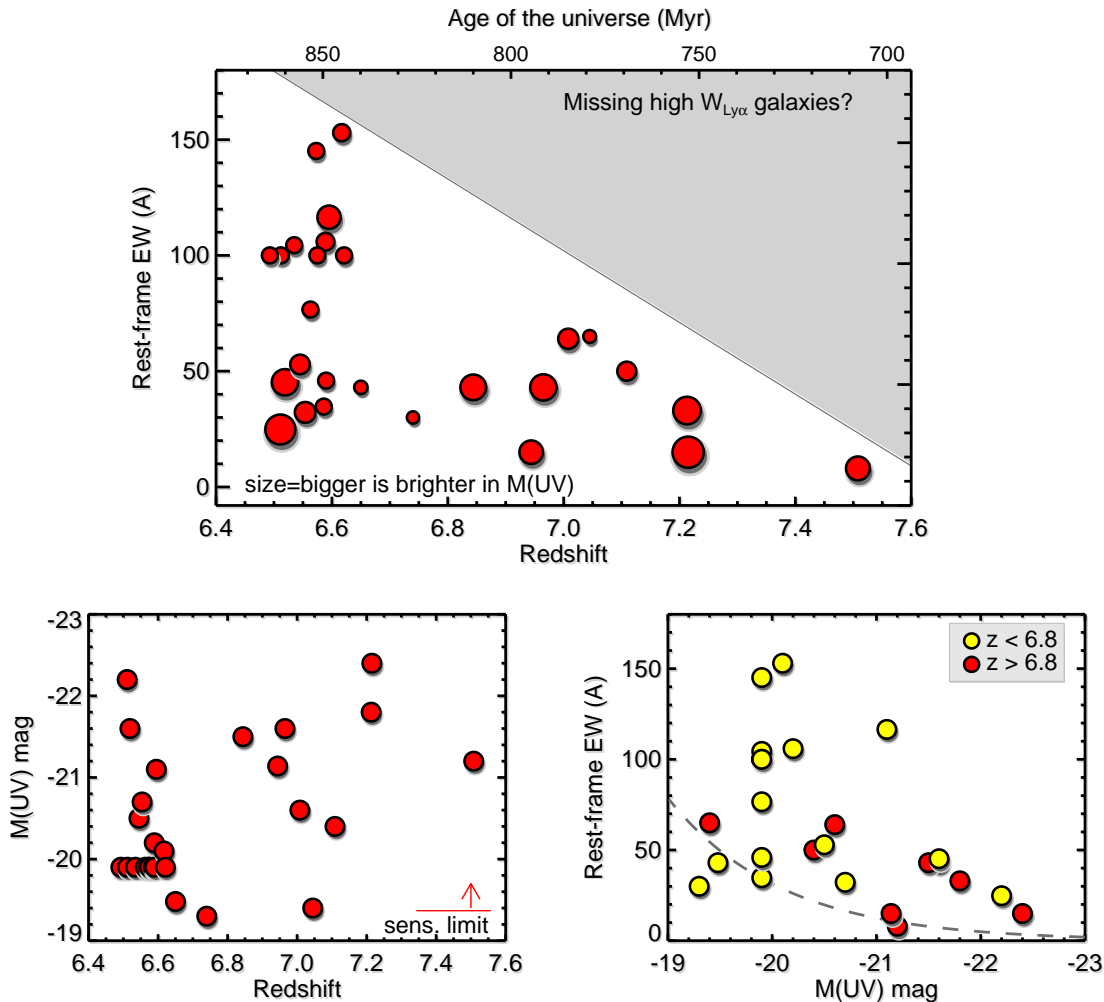 Age of the universe (Myr)
850 800 750 700
Missing high W_Lyα galaxies?
Rest-frame EW (A)
150
100
50
0
size=bigger is brighter in M(UV)
6.4 6.6 6.8 7.0 7.2 7.4 7.6
Redshift
M(UV) mag
-23
-22
-21
-20
-19
sens. limit
6.4 6.6 6.8 7.0 7.2 7.4 7.6
Redshift
Rest-frame EW (A)
150
100
50
0
z < 6.8
z > 6.8
-19 -20 -21 -22 -23
M(UV) mag